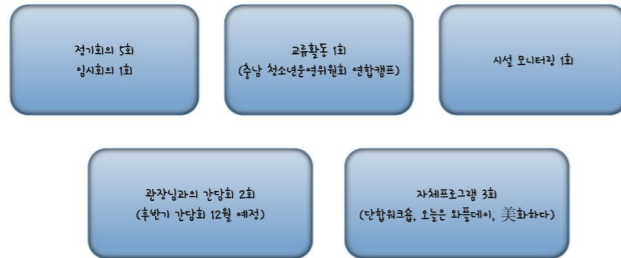 정기회의 5회
임시회의 1회
교류활동 1회
(충남 청소년운영위원회 연합캠프)
시설 모니터링 1회
관장님과의 간담회 2회
(후반기 간담회 12월 예정)
자체프로그램 3회
(단합워크숍, 오늘은 와플데이, 美화하다)